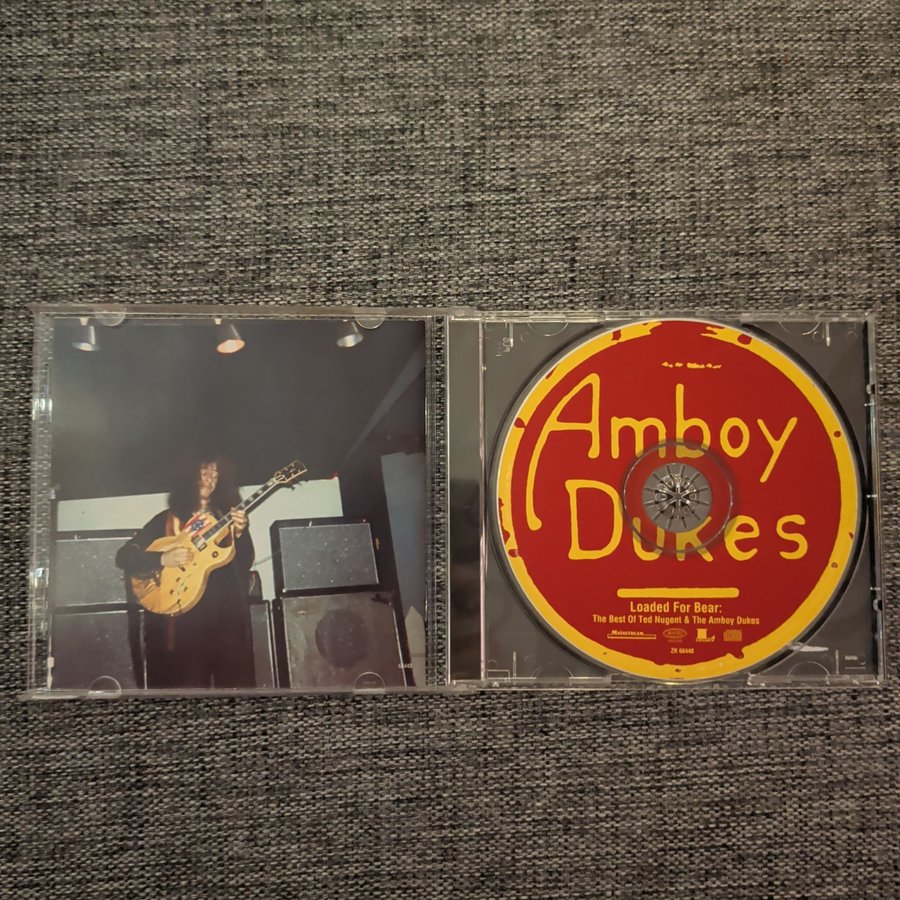 Amboy
Dukes
Loaded For Bear:
The Best Of Ted Nugent & The Amboy Dukes
Mainstream
ZK 66440